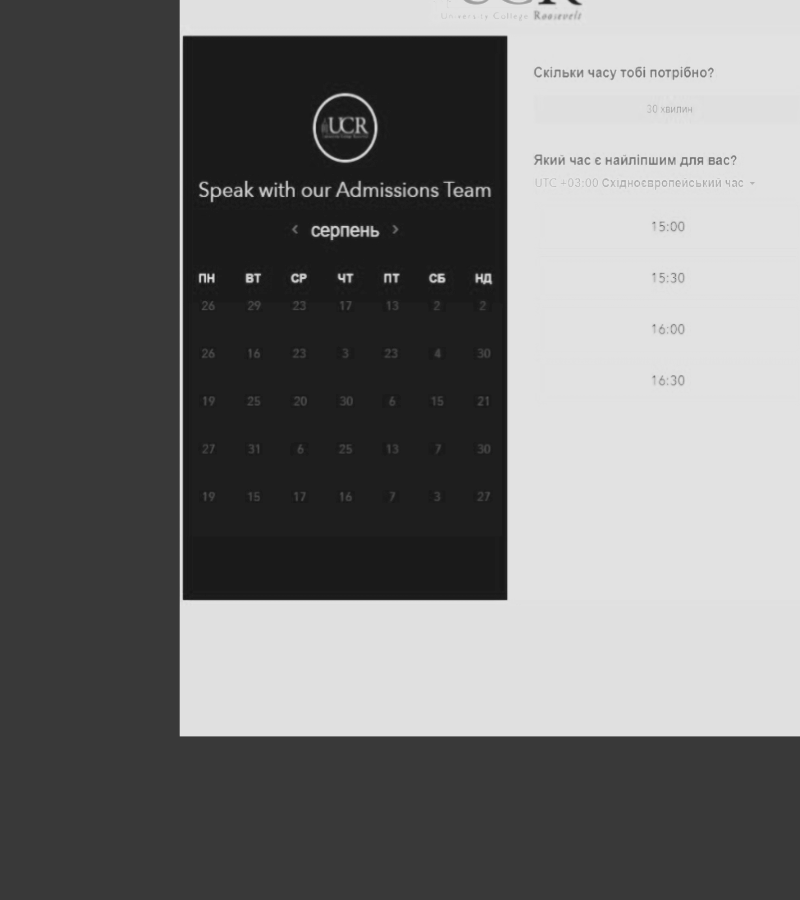 UCR
University College Roosevelt
UCR
Speak with our Admissions Team
‹ серпень ›
ПН ВТ СР ЧТ ПТ СБ НД
26 29 23 17 13 2 2
26 16 23 3 23 4 30
19 25 20 30 6 15 21
27 31 6 25 13 7 30
19 15 17 16 7 3 27
Скільки часу тобі потрібно?
30 хвилин
Який час є найліпшим для вас?
UTC +03:00 Східноєвропейський час
15:00
15:30
16:00
16:30